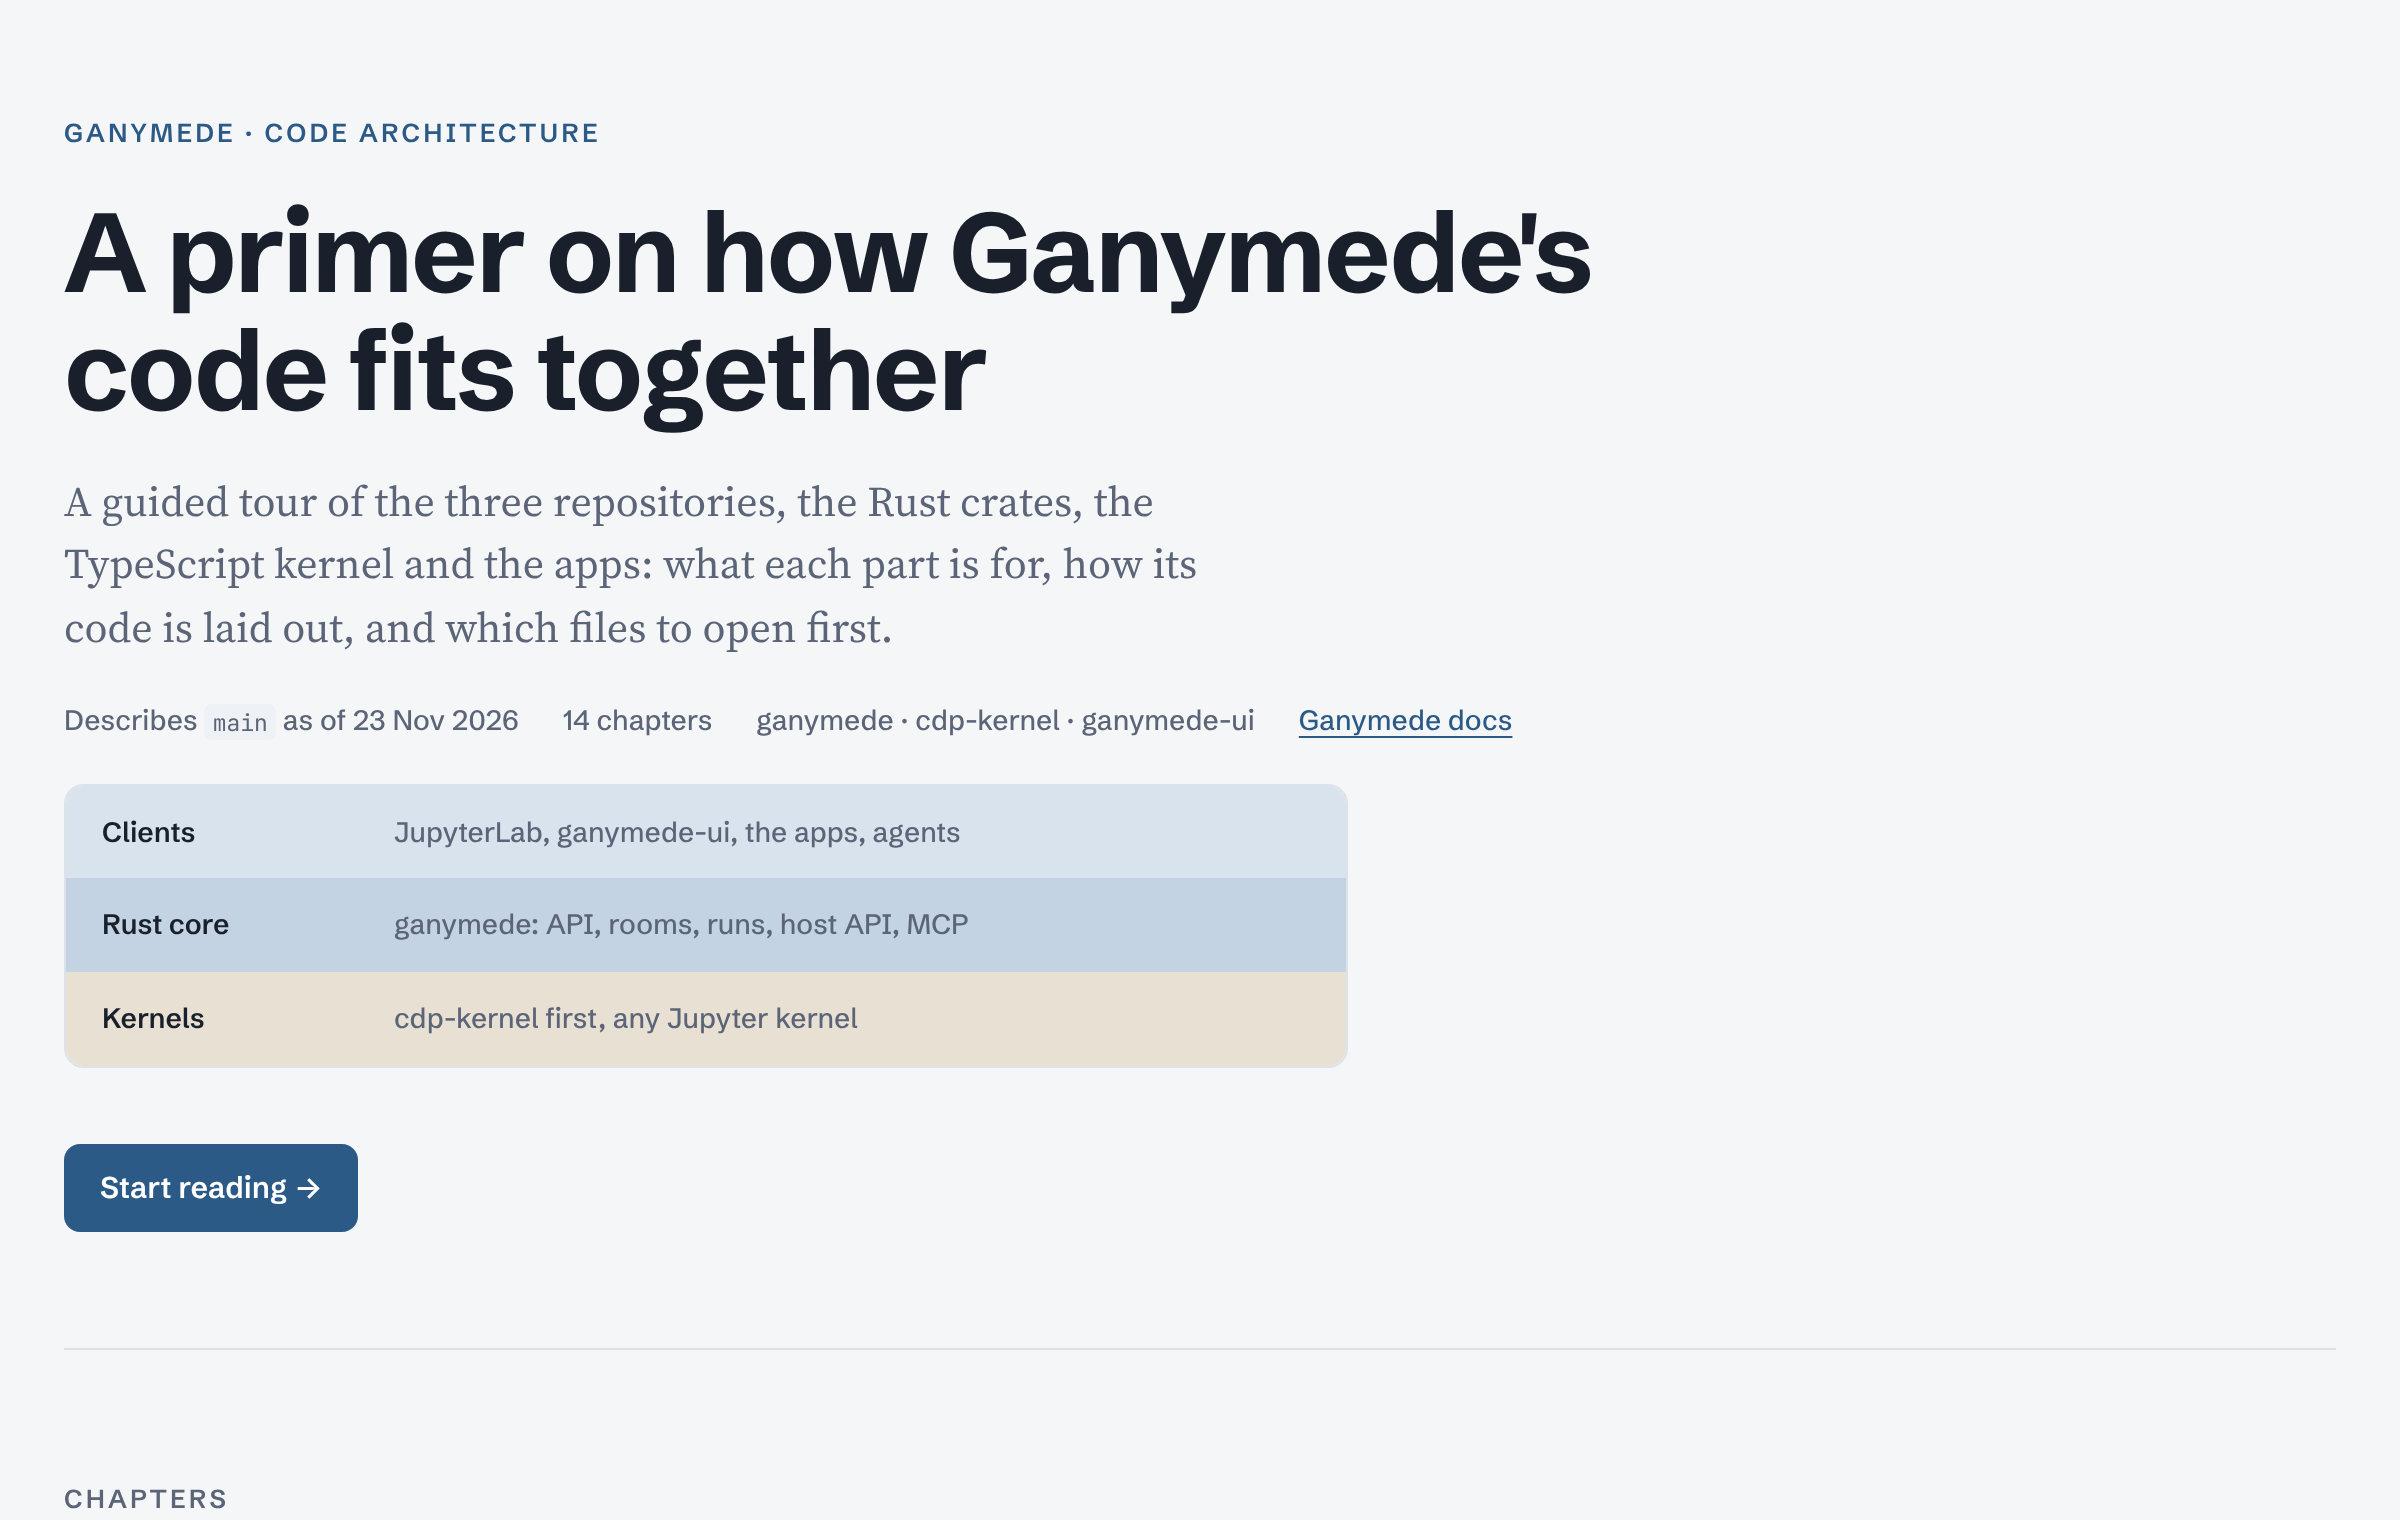 GANYMEDE · CODE ARCHITECTURE
A primer on how Ganymede's
code fits together
A guided tour of the three repositories, the Rust crates, the
TypeScript kernel and the apps: what each part is for, how its
code is laid out, and which files to open first.
Describes main as of 23 Nov 2026 14 chapters ganymede · cdp-kernel · ganymede-ui Ganymede docs
Clients JupyterLab, ganymede-ui, the apps, agents
Rust core ganymede: API, rooms, runs, host API, MCP
Kernels cdp-kernel first, any Jupyter kernel
Start reading →
CHAPTERS